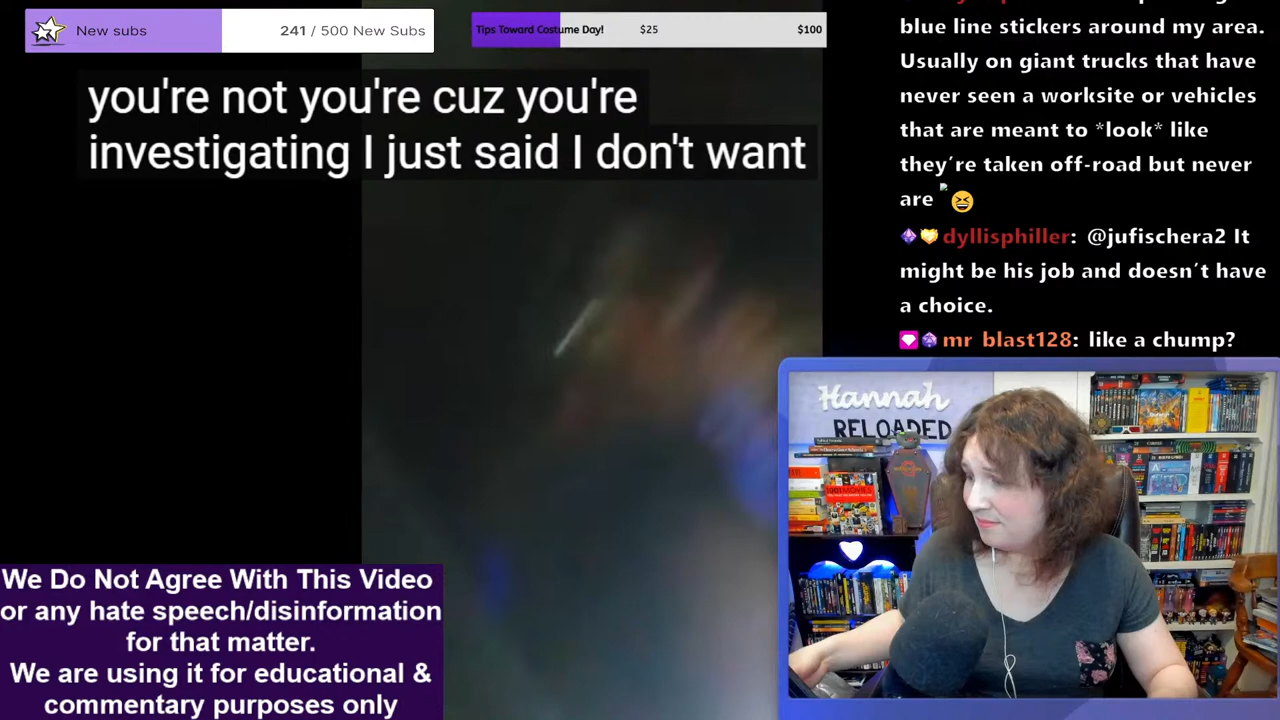 New subs
241 / 500 New Subs
Tips Toward Costume Day!
$25
$100
you're not you're cuz you're
investigating I just said I don't want
blue line stickers around my area.
Usually on giant trucks that have
never seen a worksite or vehicles
that are meant to *look* like
they´re taken off-road but never
are
dyllisphiller: @jufischera2 It
might be his job and doesn´t have
a choice.
mr_blast128: like a chump?
Hannah
RELOADED
We Do Not Agree With This Video
or any hate speech/disinformation
for that matter.
We are using it for educational &
commentary purposes only